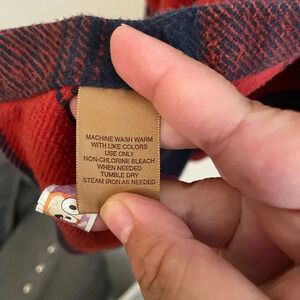 MACHINE WASH WARM
WITH LIKE COLORS
USE ONLY
NON-CHLORINE BLEACH
WHEN NEEDED
TUMBLE DRY
STEAM IRON AS NEEDED